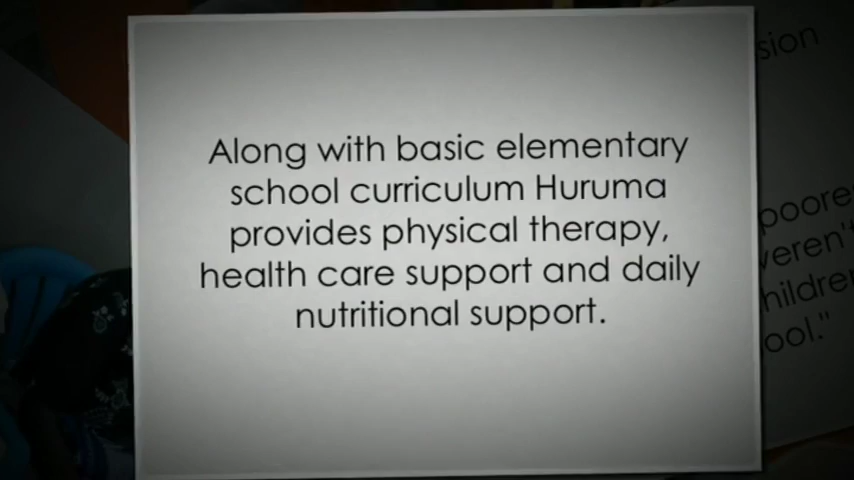 Along with basic elementary
school curriculum Huruma
provides physical therapy,
health care support and daily
nutritional support.